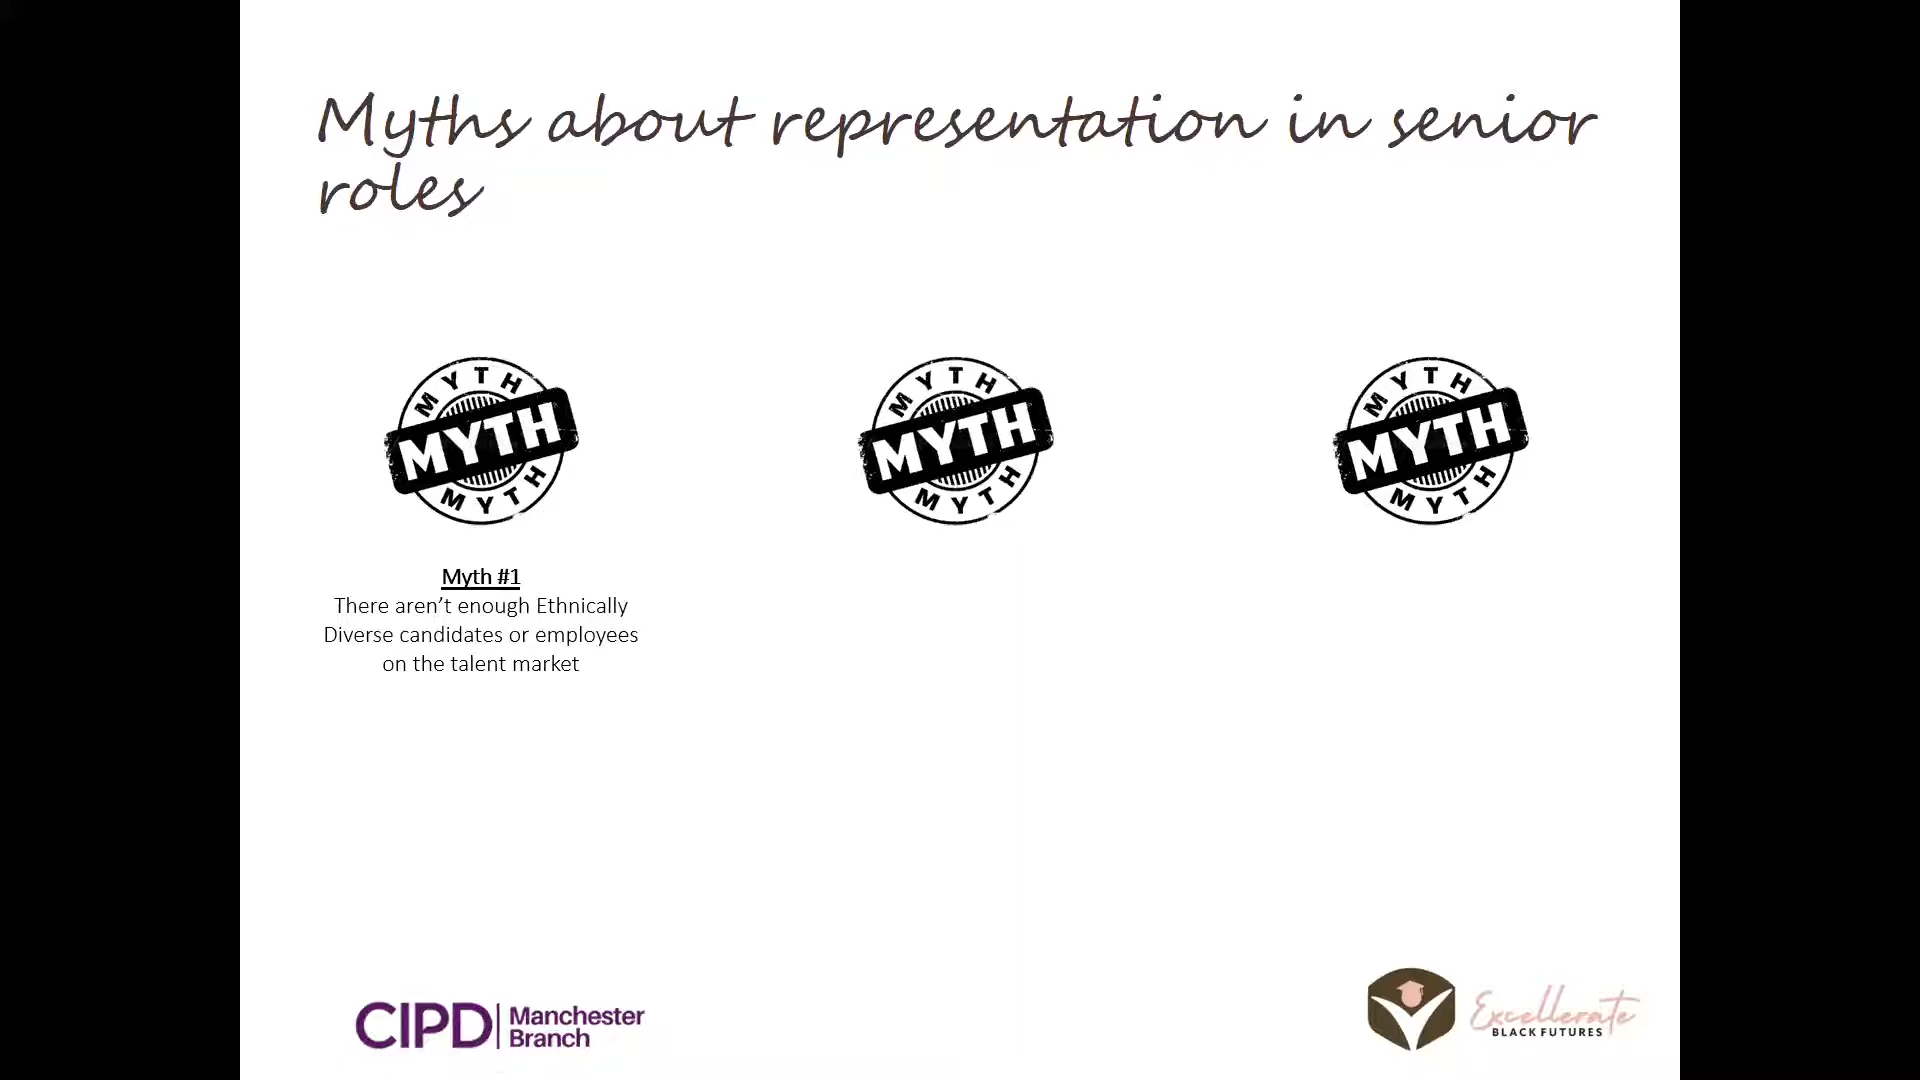 Myths about representation in senior
roles
MYTH
MYTH
MYTH
MYTH
MYTH
MYTH
MYTH
MYTH
MYTH
Myth #1
There aren’t enough Ethnically
Diverse candidates or employees
on the talent market
CIPD
Manchester
Branch
Excellerate
BLACK FUTURES